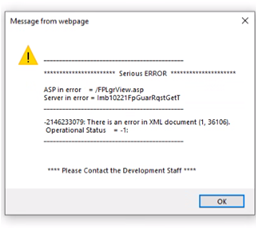 Message from webpage
------------------------------------------------
*********************** Serious ERROR *********************
ASP in error = /FPLgrView.asp
Server in error = Imb10221FpGuarRqstGetT
------------------------------------------------
-2146233079: There is an error in XML document (1, 36106).
Operational Status = -1:
------------------------------------------------
**** Please Contact the Development Staff ****
OK